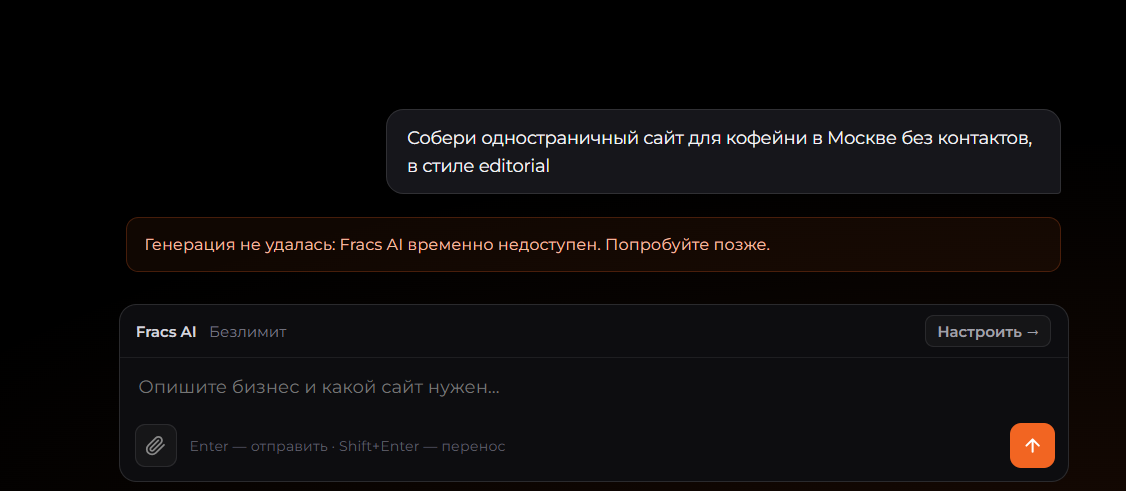 Собери одностраничный сайт для кофейни в Москве без контактов,
в стиле editorial
Генерация не удалась: Fracs AI временно недоступен. Попробуйте позже.
Fracs AI Безлимит
Настроить →
Опишите бизнес и какой сайт нужен...
Enter — отправить · Shift+Enter — перенос